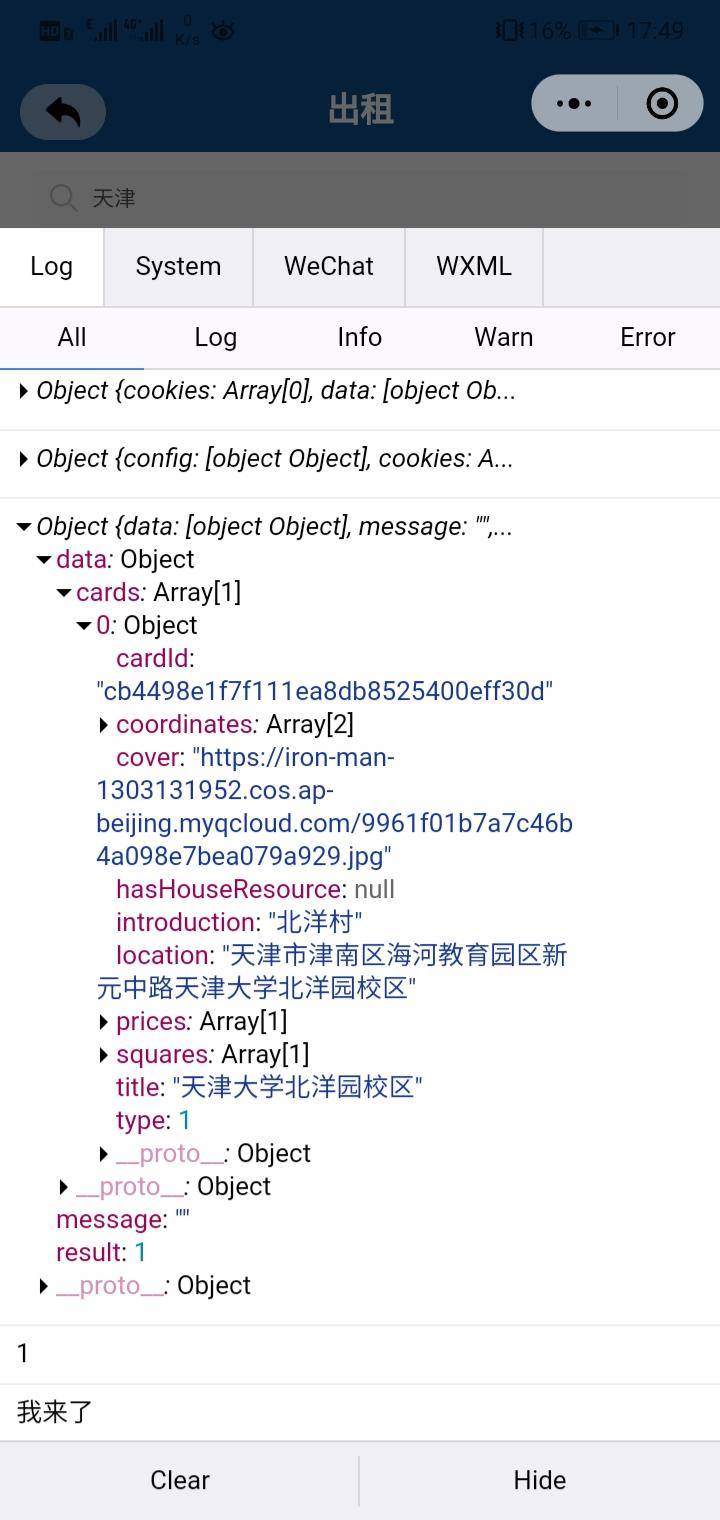 HD 2 E 4G+ 0 K/s 16% 17:49
出租
天津
Log System WeChat WXML
All Log Info Warn Error
Object {cookies: Array[0], data: [object Ob...
Object {config: [object Object], cookies: A...
Object {data: [object Object], message: "",...
data: Object
cards: Array[1]
0: Object
cardId:
"cb4498e1f7f111ea8db8525400eff30d"
coordinates: Array[2]
cover: "https://iron-man-
1303131952.cos.ap-
beijing.myqcloud.com/9961f01b7a7c46b
4a098e7bea079a929.jpg"
hasHouseResource: null
introduction: "北洋村"
location: "天津市津南区海河教育园区新
元中路天津大学北洋园校区"
prices: Array[1]
squares: Array[1]
title: "天津大学北洋园校区"
type: 1
__proto__: Object
__proto__: Object
message: ""
result: 1
__proto__: Object
1
我来了
Clear Hide